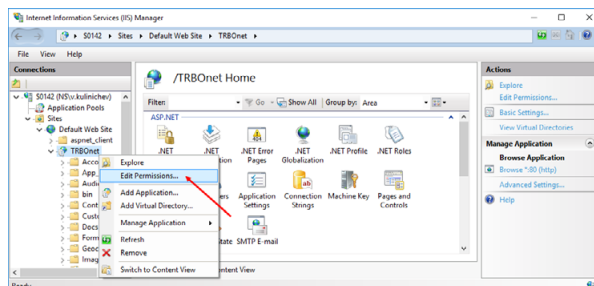 Internet Information Services (IIS) Manager
S0142 ▸ Sites ▸ Default Web Site ▸ TRBOnet ▸
File View Help
Connections
S0142 (NS\v.kulinichev)
Application Pools
Sites
Default Web Site
aspnet_client
TRBOnet
Acco
App_
Audi
bin
Cont
Cust
Docs
Form
Geoc
Imag
Explore
Edit Permissions...
Add Application...
Add Virtual Directory...
Manage Application
Refresh
Remove
Switch to Content View
/TRBOnet Home
Filter: Go Show All Group by: Area
ASP.NET
.NET .NET .NET Error .NET .NET Profile .NET Roles
tion Pages Globalization
ers Application Connection Machine Key Pages and
Settings Strings Controls
State SMTP E-mail
ntent View
Actions
Explore
Edit Permissions...
Basic Settings...
View Virtual Directories
Manage Application
Browse Application
Browse *:80 (http)
Advanced Settings...
Help
Ready